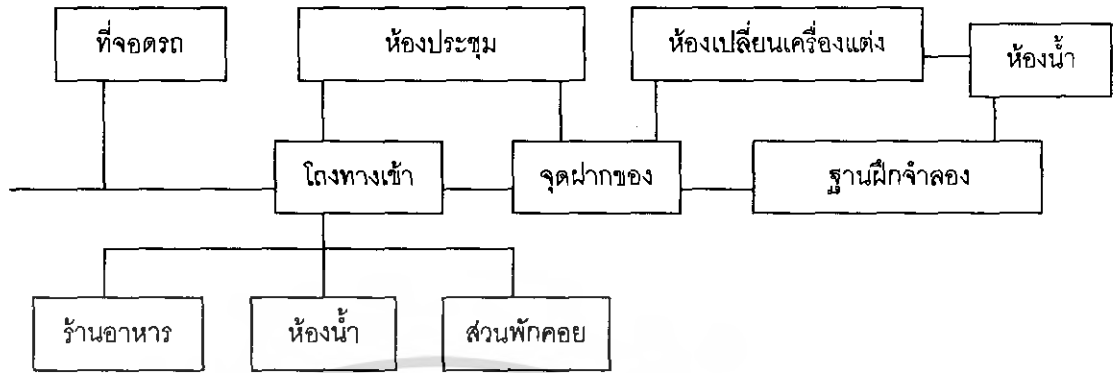 ที่จอดรถ
ห้องประชุม
ห้องเปลี่ยนเครื่องแต่ง
ห้องน้ำ
โถงทางเข้า
จุดฝากของ
ฐานฝึกจำลอง
ร้านอาหาร
ห้องน้ำ
ส่วนพักคอย